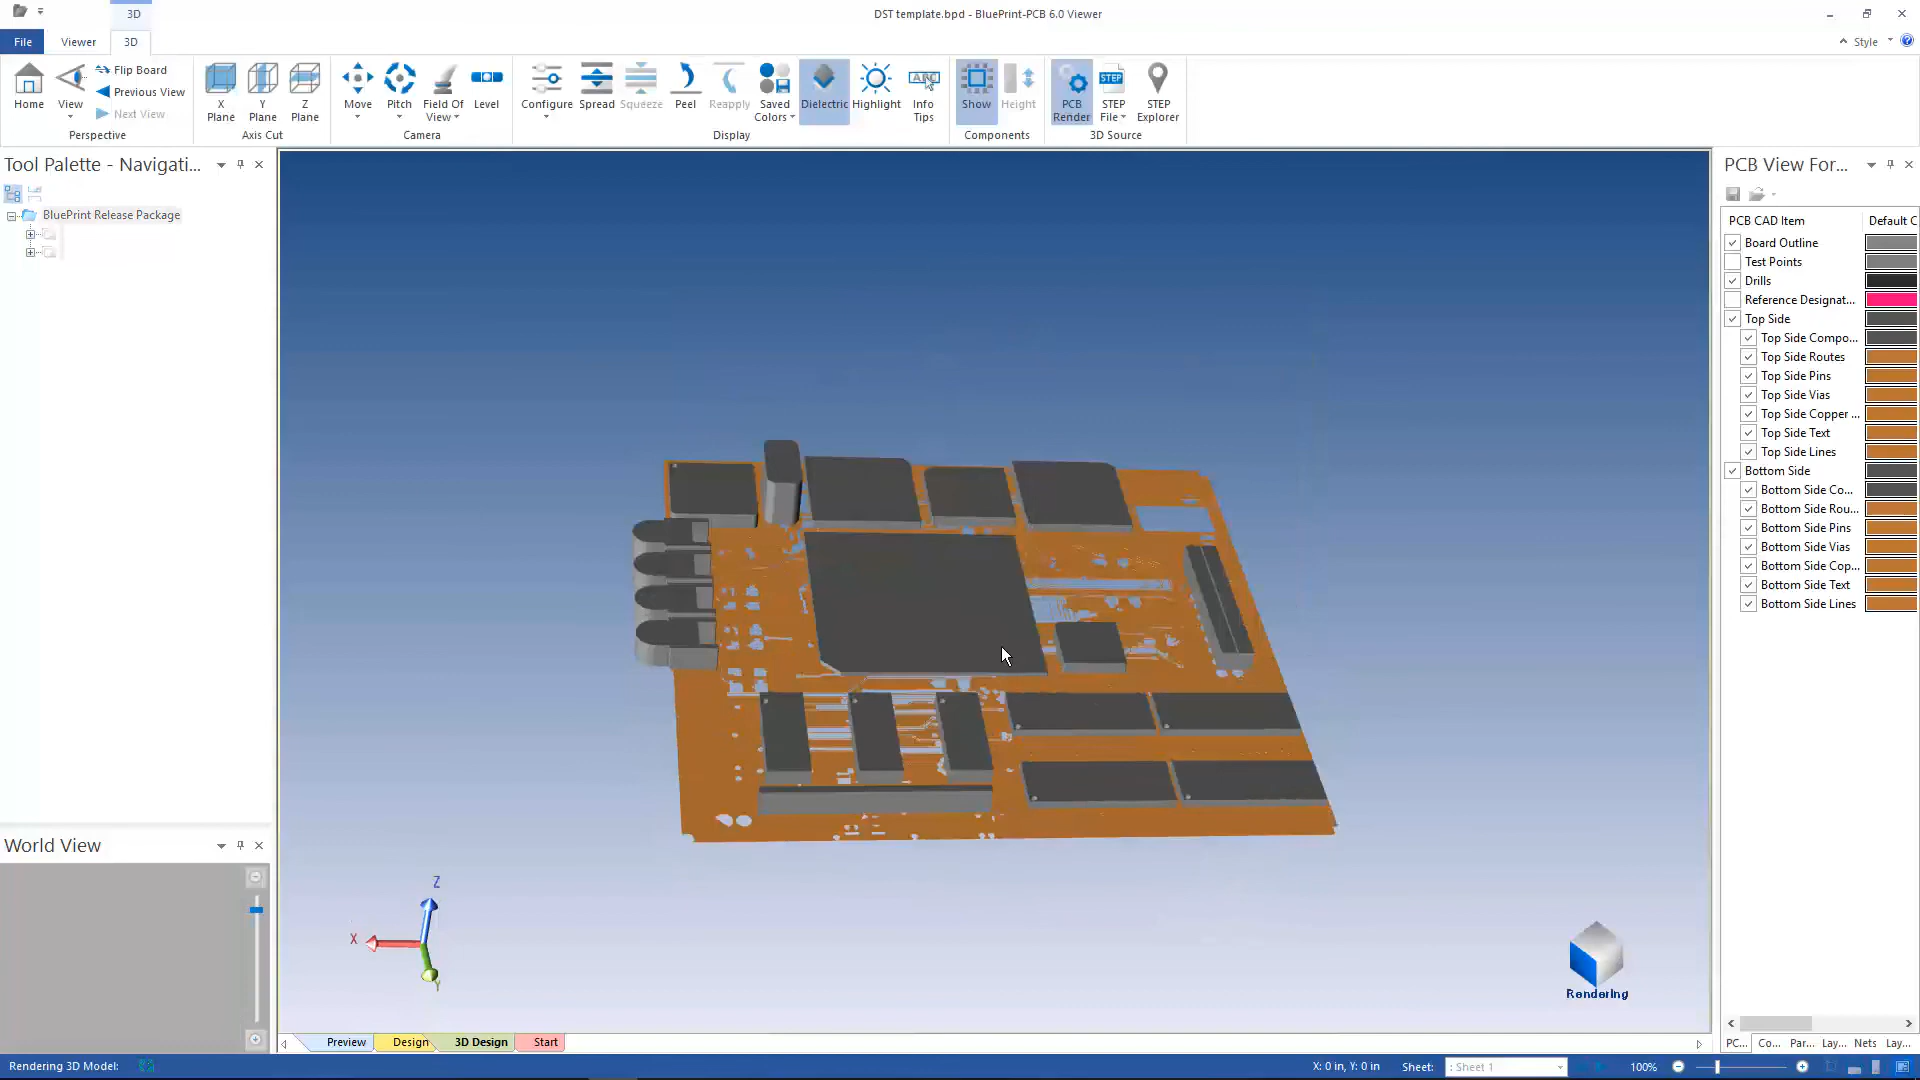 3D
DST template.bpd - BluePrint-PCB 6.0 Viewer
File
Viewer
3D
Style
Home
View
Flip Board
Previous View
Next View
Perspective
X Plane
Y Plane
Z Plane
Axis Cut
Move
Pitch
Field Of View
Level
Camera
Configure
Spread
Squeeze
Peel
Reapply
Saved Colors
Dielectric
Highlight
ABC
Info Tips
Display
Show
Height
Components
PCB Render
STEP
STEP File
STEP Explorer
3D Source
Tool Palette - Navigati...
BluePrint Release Package
World View
Z
X
Y
Rendering
PCB View For...
PCB CAD Item
Default C
Board Outline
Test Points
Drills
Reference Designat...
Top Side
Top Side Compo...
Top Side Routes
Top Side Pins
Top Side Vias
Top Side Copper ...
Top Side Text
Top Side Lines
Bottom Side
Bottom Side Co...
Bottom Side Rou...
Bottom Side Pins
Bottom Side Vias
Bottom Side Cop...
Bottom Side Text
Bottom Side Lines
Preview
Design
3D Design
Start
PC...
Co...
Par...
Lay...
Nets
Lay...
Rendering 3D Model:
X: 0 in, Y: 0 in
Sheet:
: Sheet 1
100%